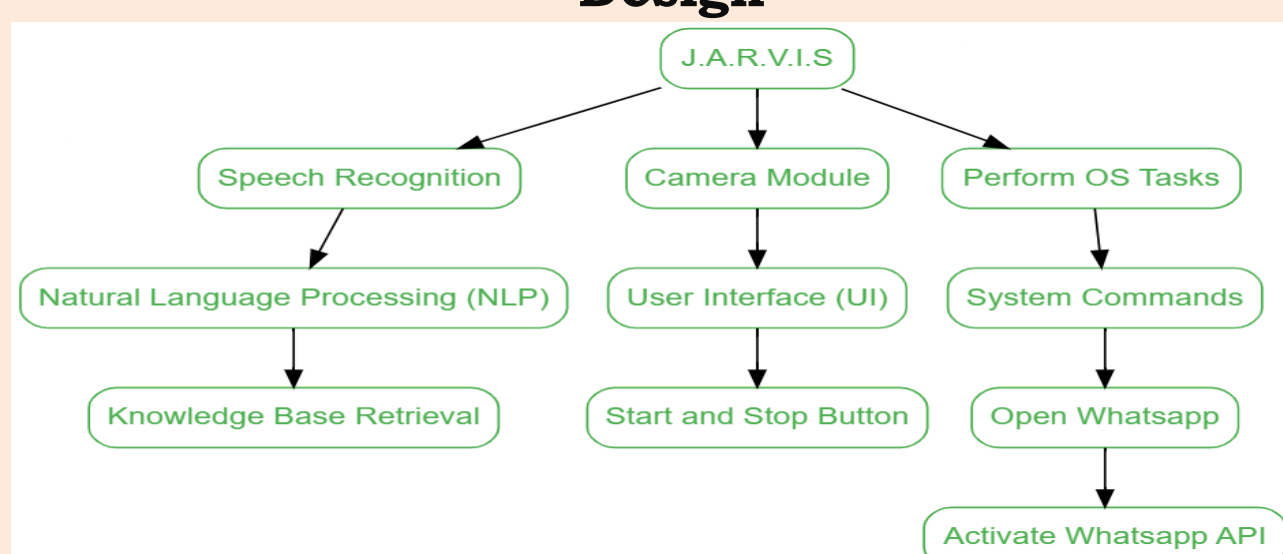 Design
J.A.R.V.I.S
Speech Recognition
Camera Module
Perform OS Tasks
Natural Language Processing (NLP)
User Interface (UI)
System Commands
Knowledge Base Retrieval
Start and Stop Button
Open Whatsapp
Activate Whatsapp API